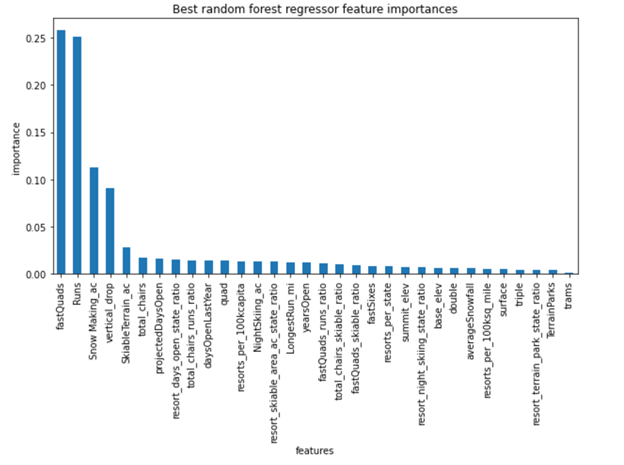 Best random forest regressor feature importances
importance
0.25
0.20
0.15
0.10
0.05
0.00
fastQuads
Runs
Snow Making_ac
vertical_drop
SkiableTerrain_ac
total_chairs
projectedDaysOpen
resort_days_open_state_ratio
total_chairs_runs_ratio
daysOpenLastYear
quad
resorts_per_100kcapita
NightSkiing_ac
resort_skiable_area_ac_state_ratio
LongestRun_mi
yearsOpen
fastQuads_runs_ratio
total_chairs_skiable_ratio
fastQuads_skiable_ratio
fastSixes
resorts_per_state
summit_elev
resort_night_skiing_state_ratio
base_elev
double
averageSnowfall
resorts_per_100ksq_mile
surface
triple
resort_terrain_park_state_ratio
TerrainParks
trams
features